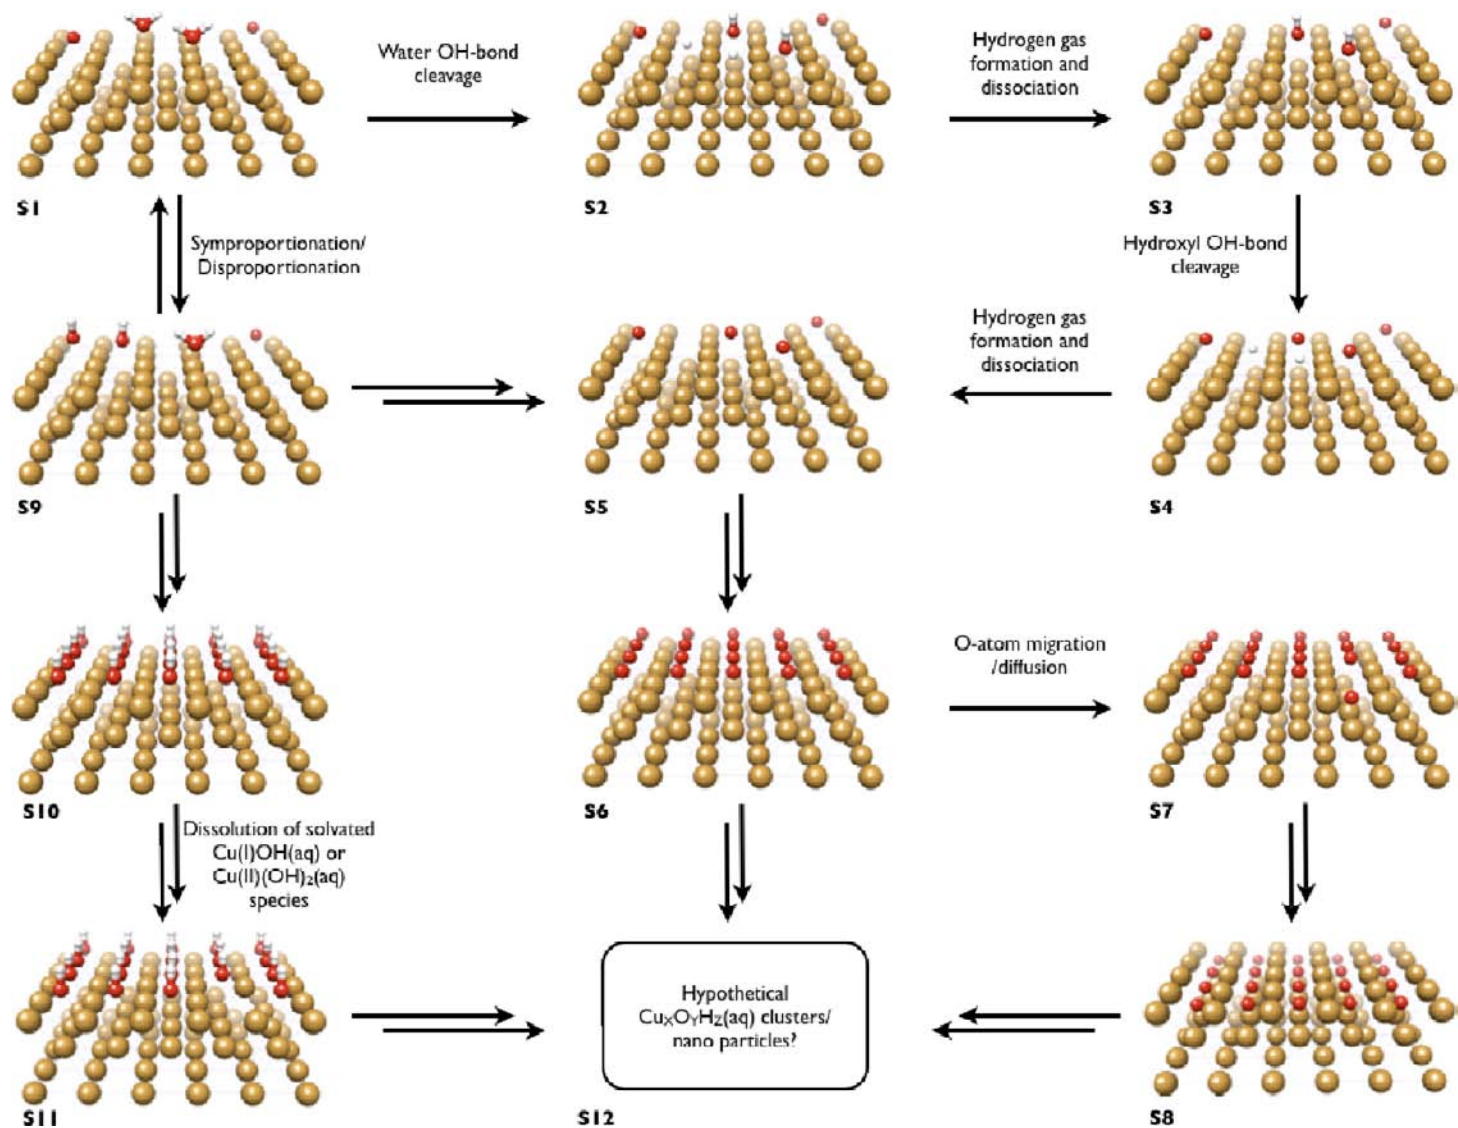 Water OH-bond
cleavage
Hydrogen gas
formation and
dissociation
S1
S2
S3
Symproportionation/
Disproportionation
Hydroxyl OH-bond
cleavage
Hydrogen gas
formation and
dissociation
S9
S5
S4
O-atom migration
/diffusion
S10
S6
S7
Dissolution of solvated
Cu(I)OH(aq) or
Cu(II)(OH)₂(aq)
species
Hypothetical
CuXOYHZ(aq) clusters/
nano particles?
S11
S12
S8